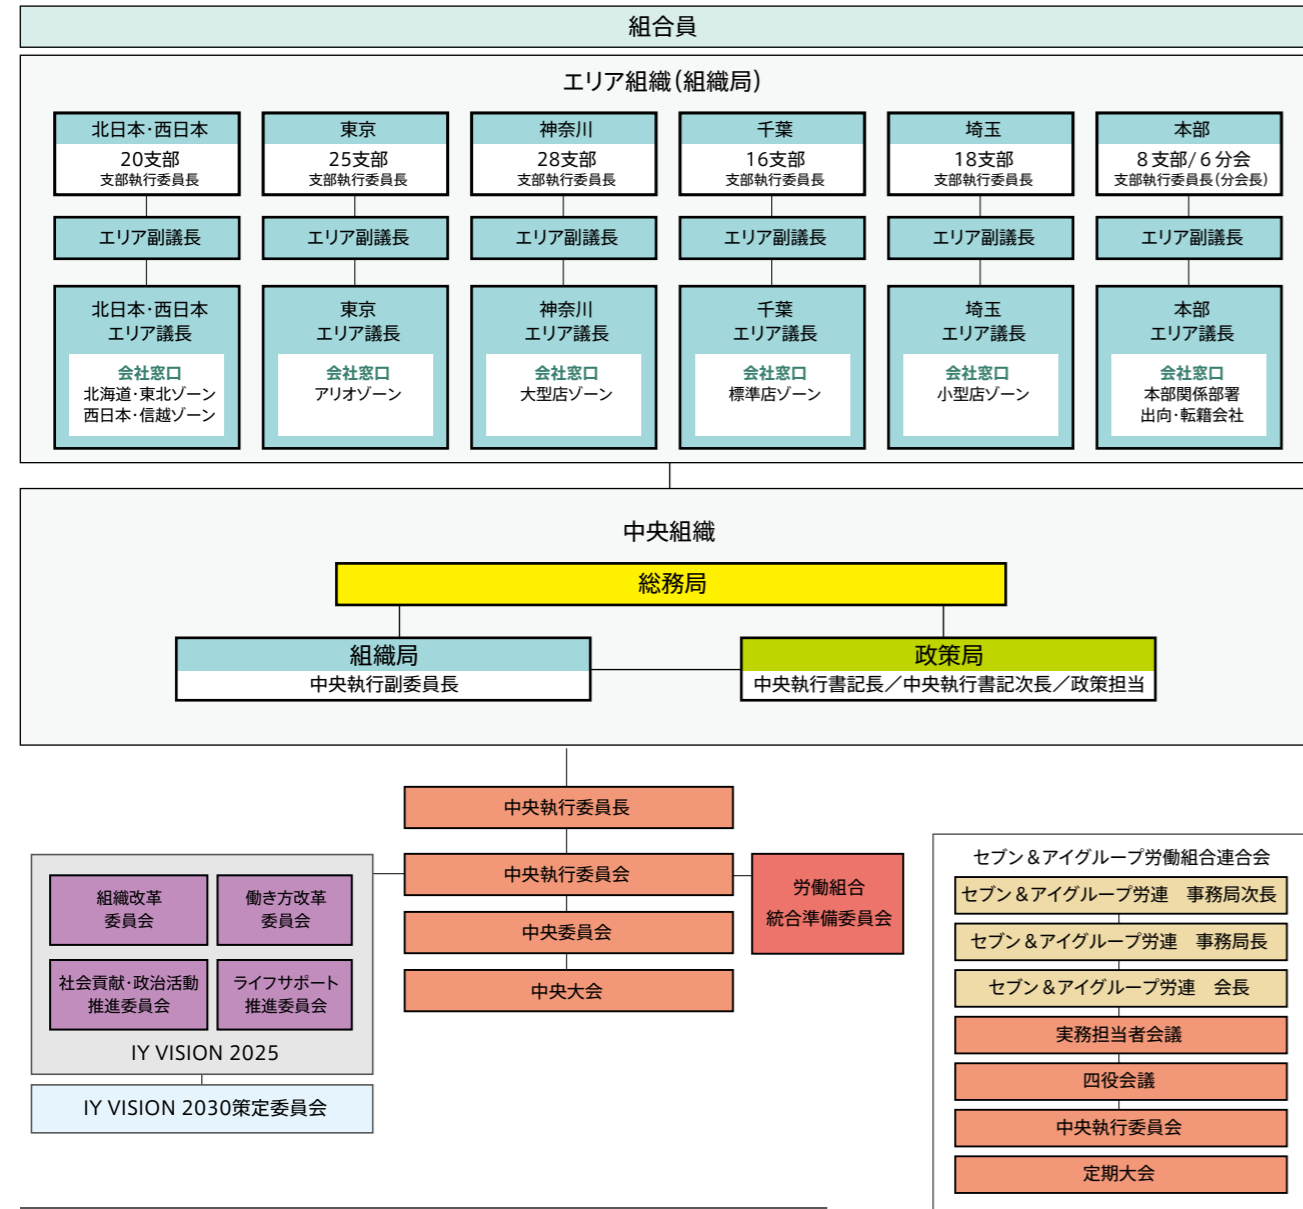 組合員
エリア組織(組織局)
北日本・西日本
20支部
支部執行委員長
エリア副議長
北日本・西日本
エリア議長
会社窓口
北海道・東北ゾーン
西日本・信越ゾーン
東京
25支部
支部執行委員長
エリア副議長
東京
エリア議長
会社窓口
アリオゾーン
神奈川
28支部
支部執行委員長
エリア副議長
神奈川
エリア議長
会社窓口
大型店ゾーン
千葉
16支部
支部執行委員長
エリア副議長
千葉
エリア議長
会社窓口
標準店ゾーン
埼玉
18支部
支部執行委員長
エリア副議長
埼玉
エリア議長
会社窓口
小型店ゾーン
本部
8支部/6分会
支部執行委員長(分会長)
エリア副議長
本部
エリア議長
会社窓口
本部関係部署
出向・転籍会社
中央組織
総務局
組織局
中央執行副委員長
政策局
中央執行書記長／中央執行書記次長／政策担当
中央執行委員長
中央執行委員会
中央委員会
中央大会
労働組合
統合準備委員会
組織改革
委員会
働き方改革
委員会
社会貢献・政治活動
推進委員会
ライフサポート
推進委員会
IY VISION 2025
IY VISION 2030策定委員会
セブン＆アイグループ労働組合連合会
セブン＆アイグループ労連　事務局次長
セブン＆アイグループ労連　事務局長
セブン＆アイグループ労連　会長
実務担当者会議
四役会議
中央執行委員会
定期大会